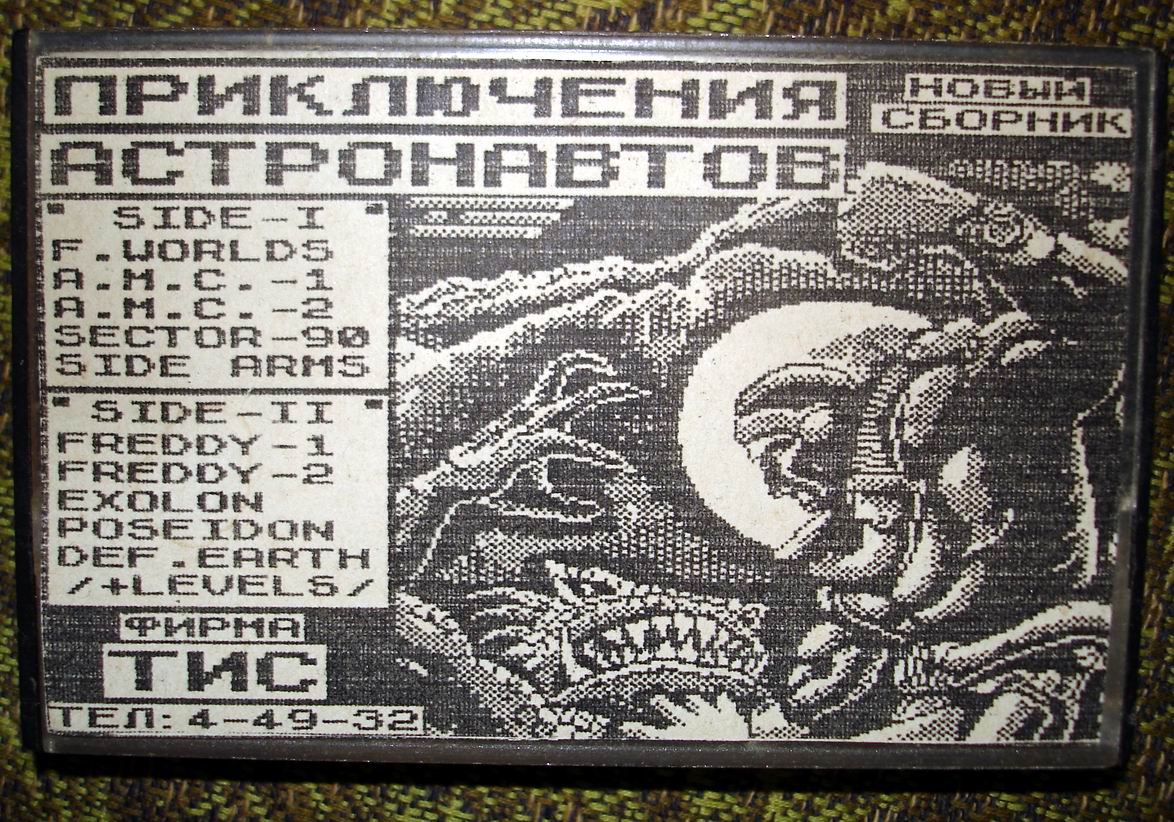 ПРИКЛЮЧЕНИЯ
АСТРОНАВТОВ
НОВЫЙ
СБОРНИК
" SIDE-I "
F.WORLDS
A.M.C.-1
A.M.C.-2
SECTOR-90
SIDE ARMS
" SIDE-II "
FREDDY-1
FREDDY-2
EXOLON
POSEIDON
DEF.EARTH
/+LEVELS/
ФИРМА
ТИС
ТЕЛ: 4-49-32